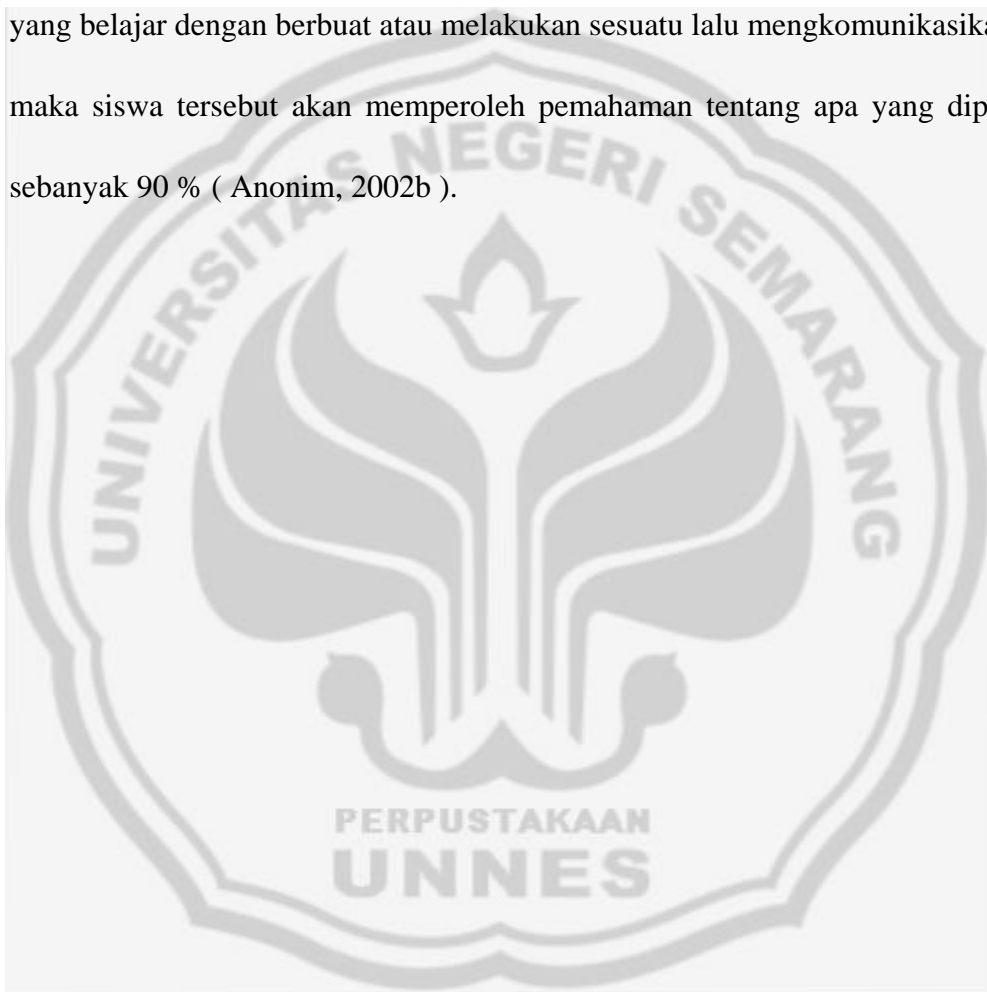 yang belajar dengan berbuat atau melakukan sesuatu lalu mengkomunikasika
maka siswa tersebut akan memperoleh pemahaman tentang apa yang dip
sebanyak 90 % ( Anonim, 2002b ).
UNIVERSITAS NEGERI SEMARANG
PERPUSTAKAAN
UNNES